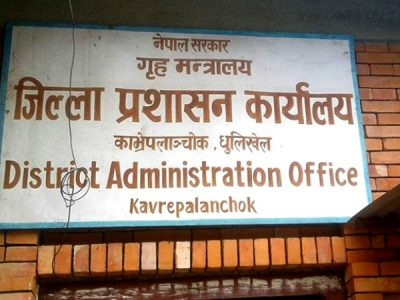 नेपाल सरकार
गृह मन्त्रालय
जिल्ला प्रशासन कार्यालय
काभ्रेपलाञ्चोक , धुलिखेल
District Administration Office
Kavrepalanchok